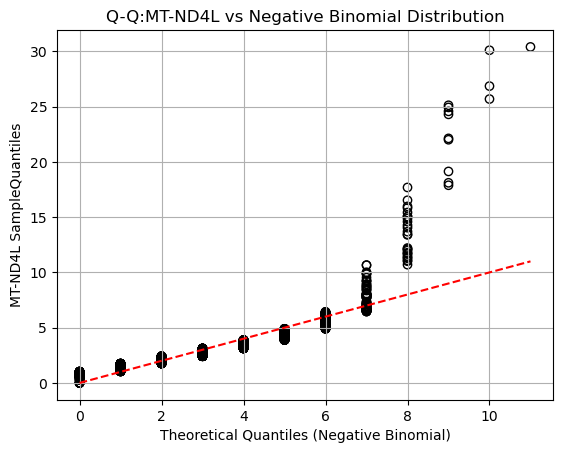 Q-Q:MT-ND4L vs Negative Binomial Distribution
30
25
20
15
10
5
0
MT-ND4L SampleQuantiles
0 2 4 6 8 10
Theoretical Quantiles (Negative Binomial)